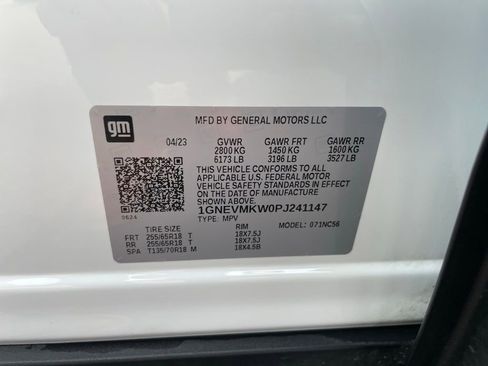 gm
MFD BY GENERAL MOTORS LLC
04/23 GVWR GAWR FRT GAWR RR
2800 KG 1450 KG 1600 KG
6173 LB 3196 LB 3527 LB
THIS VEHICLE CONFORMS TO ALL
APPLICABLE U.S. FEDERAL MOTOR
VEHICLE SAFETY STANDARDS IN EFFECT
ON THE DATE OF MANUFACTURE
SHOWN ABOVE.
1GNEVMKW0PJ241147
TYPE: MPV MODEL: 071NC56
0624
TIRE SIZE RIM
FRT 255/65R18 T 18X7.5J
RR 255/65R18 T 18X7.5J
SPA T135/70R18 M 18X4.5B